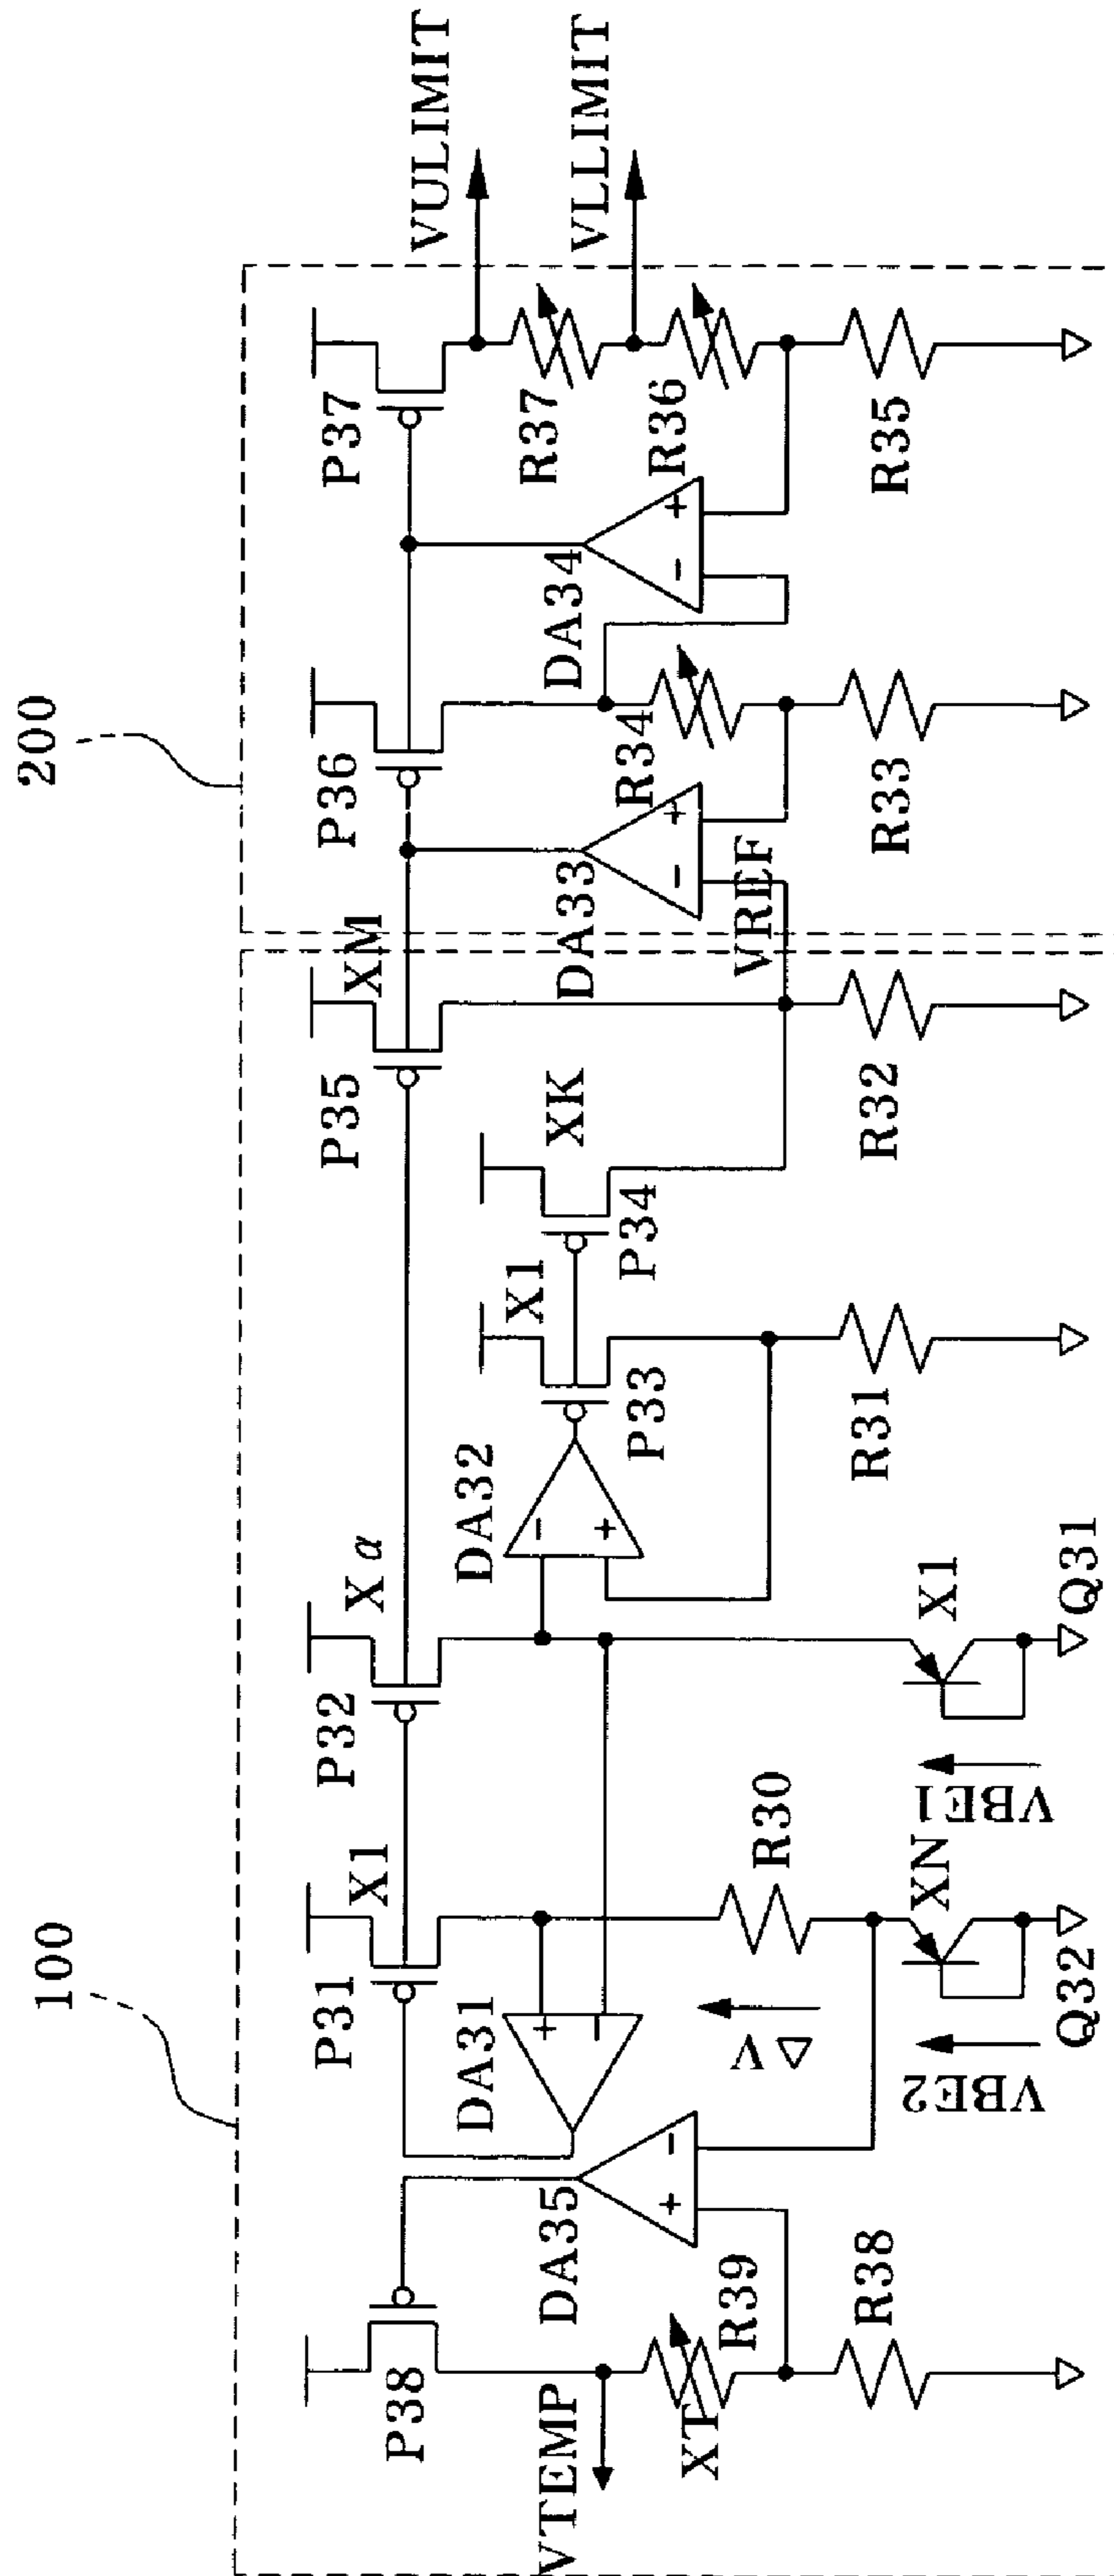 100
200
P38
P31
X1
P32
Xα
P35
XM
P36
P37
VULIMIT
VTEMP
XT
R39
DA35
DA31
DA32
X1
P33
XK
P34
DA33
DA34
R37
VLLIMIT
R36
R34
VREF
ΔV
R30
R38
VBE2
XN
Q32
VBE1
X1
Q31
R31
R32
R33
R35
+
−
+
−
−
+
−
+
−
+